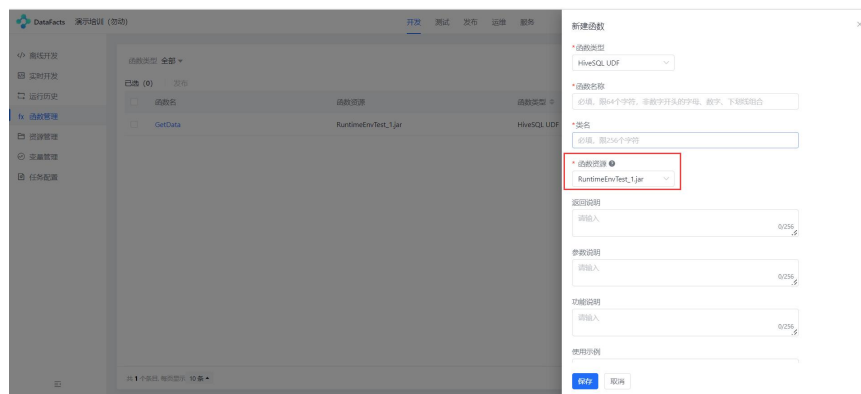 DataFacts 演示培训 (勿动) 开发 测试 发布 运维 服务
离线开发
实时开发
运行历史
fx 函数管理
资源管理
变量管理
任务配置
函数类型 全部
已选 (0) 发布
函数名 函数资源 函数类型
GetData RuntimeEnvTest_1.jar HiveSQL UDF
共 1 个条目, 每页显示: 10 条
新建函数
* 函数类型
HiveSQL UDF
* 函数名称
必填，限64个字符，非数字开头的字母、数字、下划线组合
* 类名
必填，限256个字符
* 函数资源
RuntimeEnvTest_1.jar
返回说明
请输入
0/256
参数说明
请输入
0/256
功能说明
请输入
0/256
使用示例
保存 取消